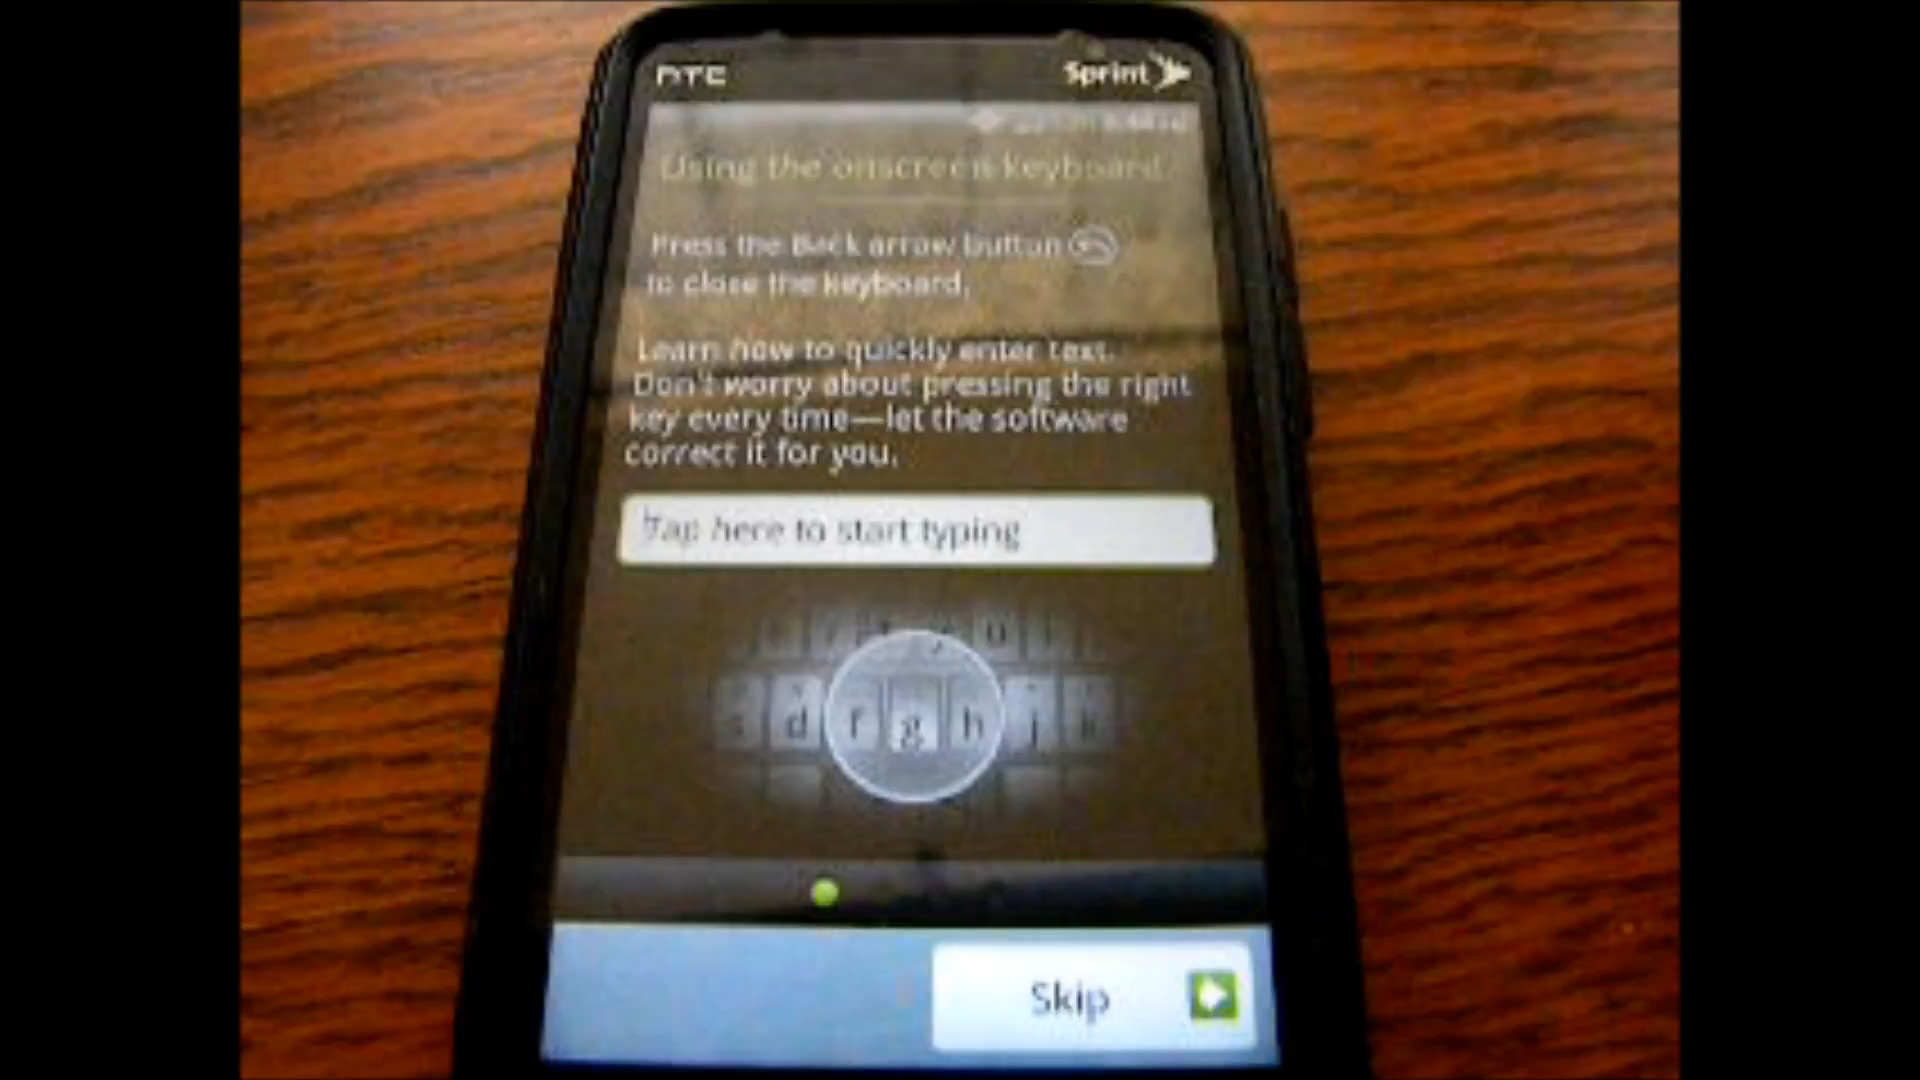 hTC Sprint
Using the onscreen keyboard
Press the Back arrow button
to close the keyboard.
Learn how to quickly enter text.
Don't worry about pressing the right
key every time—let the software
correct it for you.
Tap here to start typing
u
d f g h j k
Skip